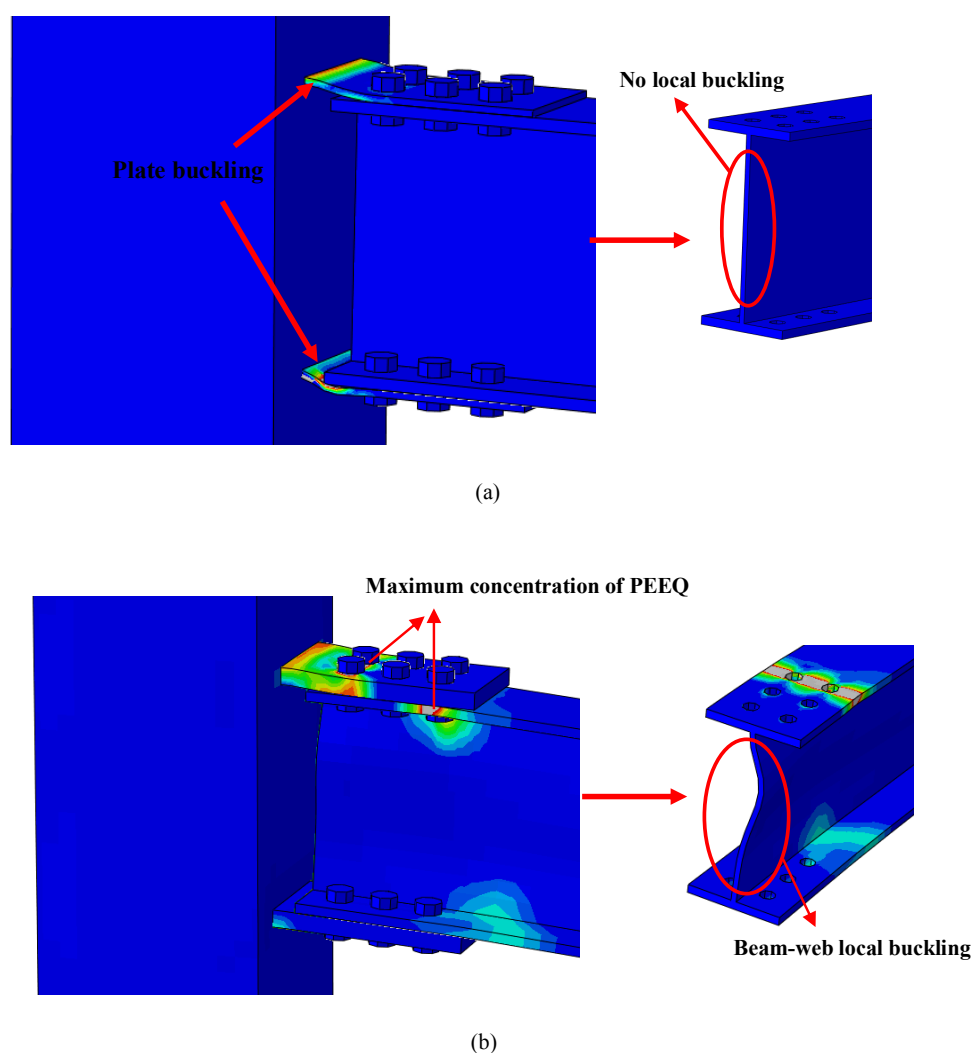 No local buckling
Plate buckling
(a)
Maximum concentration of PEEQ
Beam-web local buckling
(b)